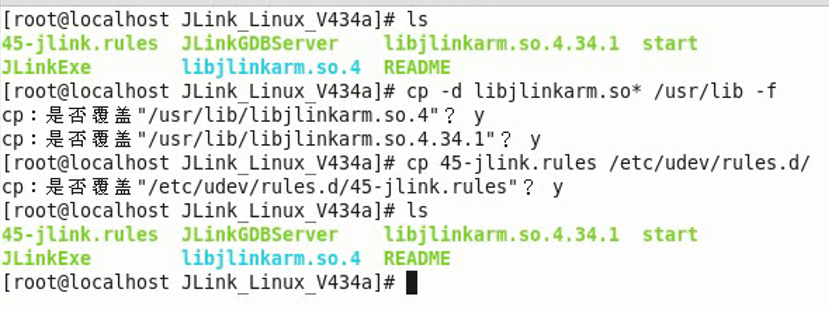 [root@localhost JLink_Linux_V434a]# ls
45-jlink.rules  JLinkGDBServer    libjlinkarm.so.4.34.1  start
JLinkExe        libjlinkarm.so.4  README
[root@localhost JLink_Linux_V434a]# cp -d libjlinkarm.so* /usr/lib -f
cp：是否覆盖"/usr/lib/libjlinkarm.so.4"？ y
cp：是否覆盖"/usr/lib/libjlinkarm.so.4.34.1"？ y
[root@localhost JLink_Linux_V434a]# cp 45-jlink.rules /etc/udev/rules.d/
cp：是否覆盖"/etc/udev/rules.d/45-jlink.rules"？ y
[root@localhost JLink_Linux_V434a]# ls
45-jlink.rules  JLinkGDBServer    libjlinkarm.so.4.34.1  start
JLinkExe        libjlinkarm.so.4  README
[root@localhost JLink_Linux_V434a]#